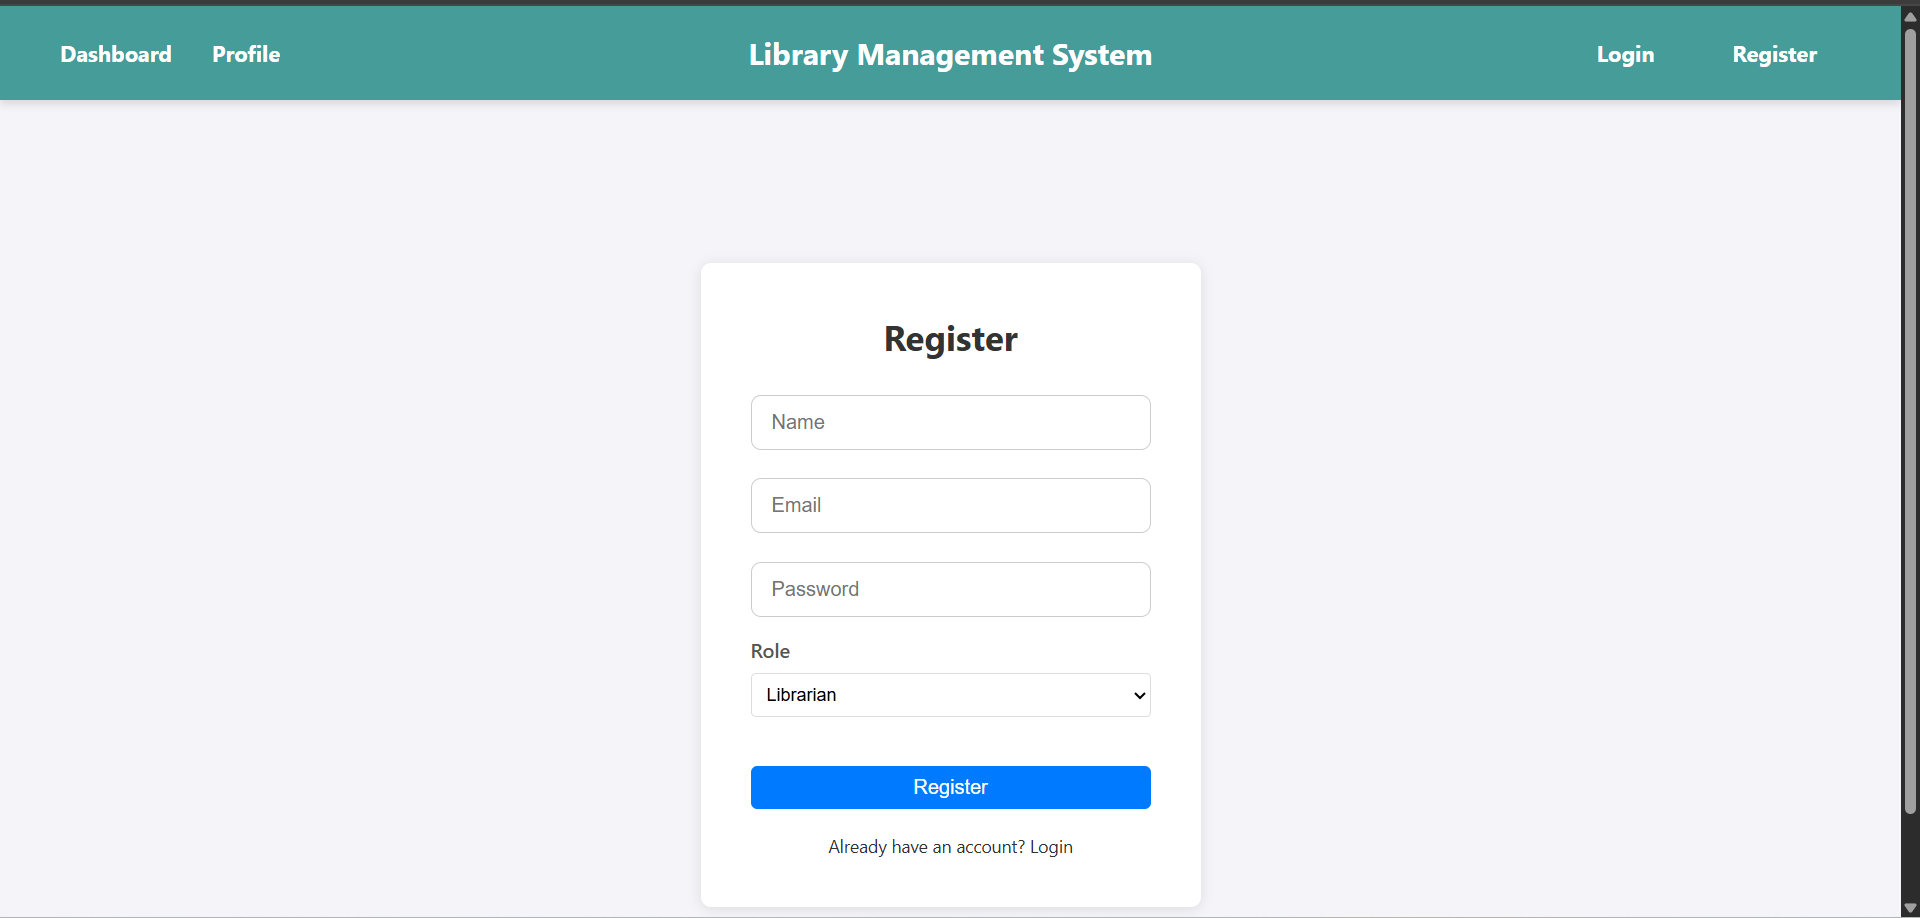 Dashboard Profile Library Management System Login Register
Register
Name
Email
Password
Role
Librarian
Register
Already have an account? Login